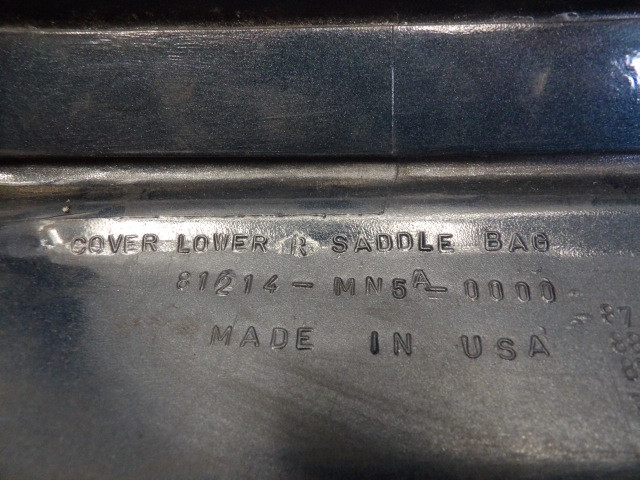 COVER LOWER R SADDLE BAG
81214-MN5A-0000
MADE IN USA